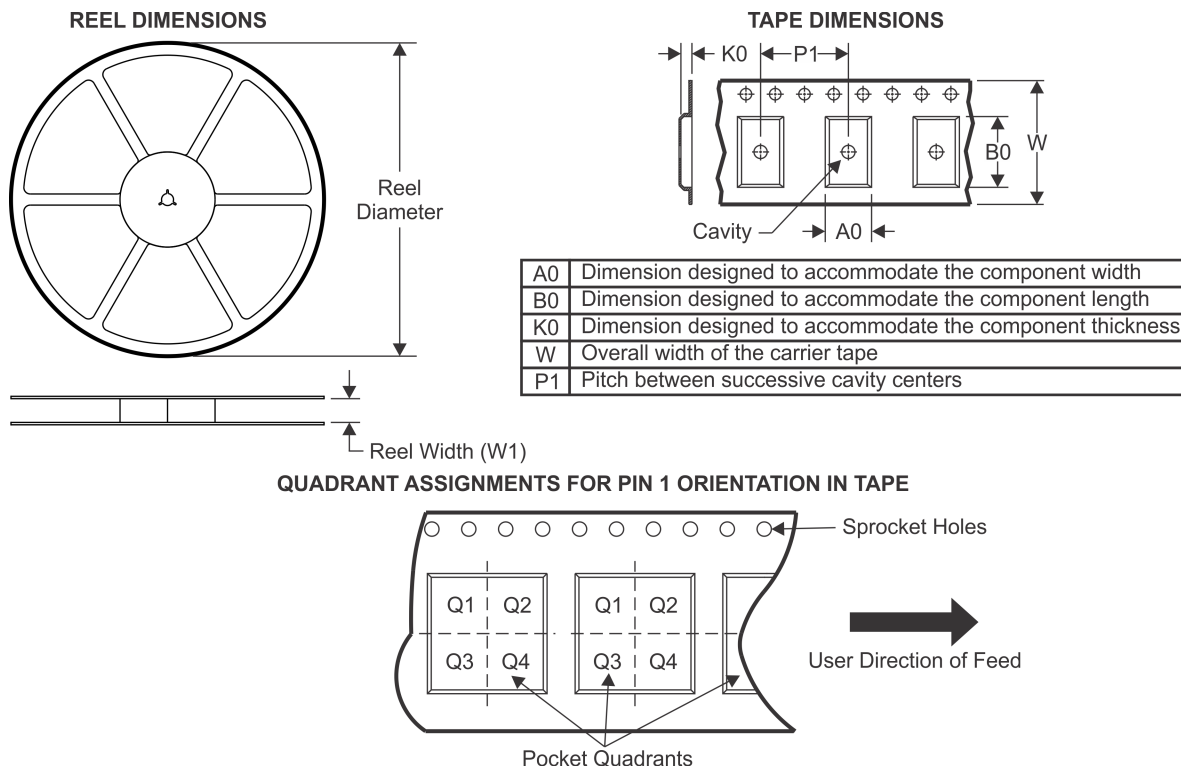 REEL DIMENSIONS
Reel
Diameter
Reel Width (W1)
TAPE DIMENSIONS
K0
P1
W
B0
Cavity
A0
A0 Dimension designed to accommodate the component width
B0 Dimension designed to accommodate the component length
K0 Dimension designed to accommodate the component thickness
W Overall width of the carrier tape
P1 Pitch between successive cavity centers
QUADRANT ASSIGNMENTS FOR PIN 1 ORIENTATION IN TAPE
Sprocket Holes
Q1 Q2 Q1 Q2
Q3 Q4 Q3 Q4
User Direction of Feed
Pocket Quadrants